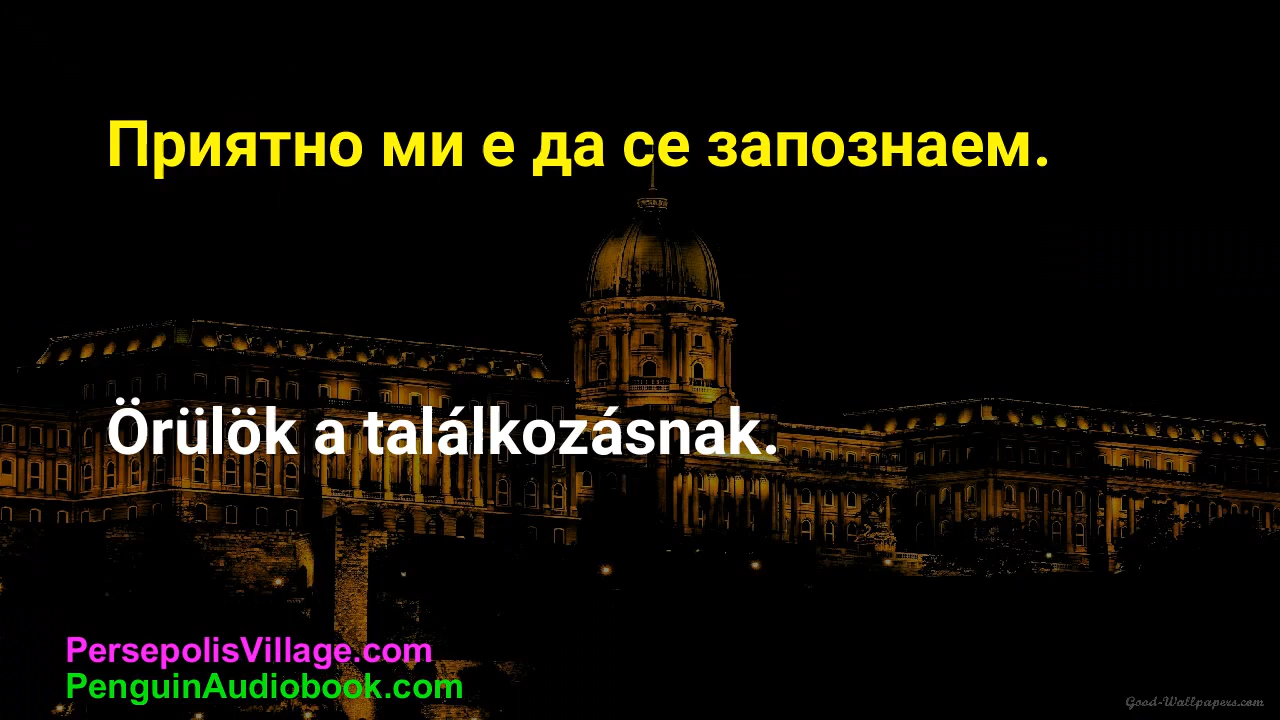 Приятно ми е да се запознаем.
Örülök a találkozásnak.
PersepolisVillage.com
PenguinAudiobook.com
Good-Wallpapers.com